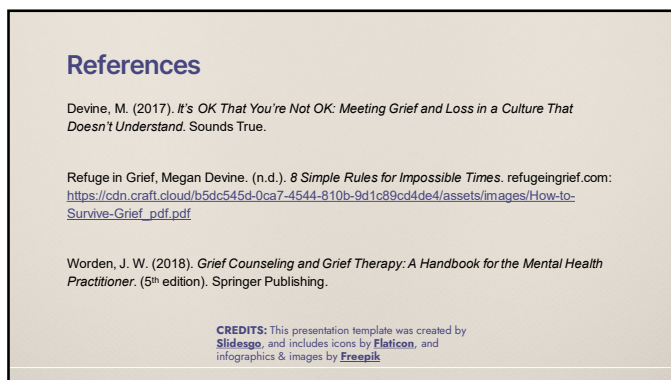 References
Devine, M. (2017). It's OK That You're Not OK: Meeting Grief and Loss in a Culture That
Doesn't Understand. Sounds True.
Refuge in Grief, Megan Devine. (n.d.). 8 Simple Rules for Impossible Times. refugeingrief.com:
https://cdn.craft.cloud/b5dc545d-0ca7-4544-810b-9d1c89cd4de4/assets/images/How-to-
Survive-Grief_pdf.pdf
Worden, J. W. (2018). Grief Counseling and Grief Therapy: A Handbook for the Mental Health
Practitioner. (5th edition). Springer Publishing.
CREDITS: This presentation template was created by
Slidesgo, and includes icons by Flaticon, and
infographics & images by Freepik